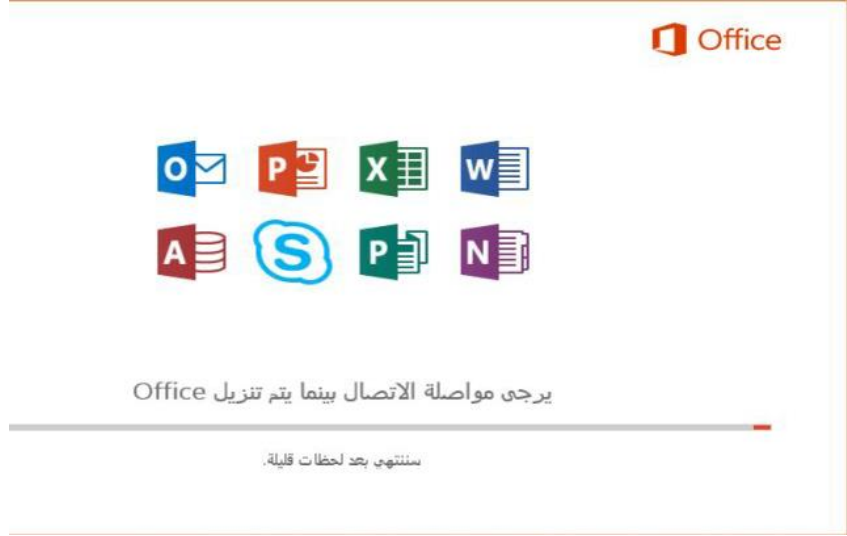 Office
O P X W
A S P N
يرجى مواصلة الاتصال بينما يتم تنزيل Office
سننتهي بعد لحظات قليلة.